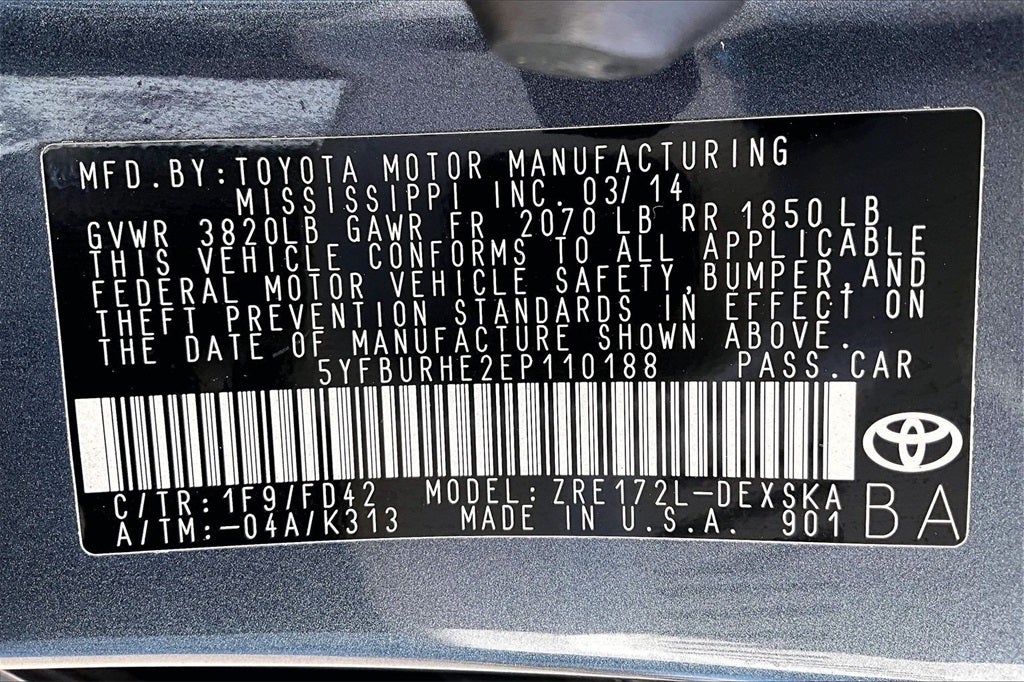 MFD.BY:TOYOTA MOTOR MANUFACTURING
MISSISSIPPI INC. 03/14
GVWR 3820LB GAWR FR 2070 LB RR 1850 LB
THIS VEHICLE CONFORMS TO ALL APPLICABLE
FEDERAL MOTOR VEHICLE SAFETY,BUMPER,AND
THEFT PREVENTION STANDARDS IN EFFECT ON
THE DATE OF MANUFACTURE SHOWN ABOVE.
5YFBURHE2EP110188 PASS.CAR
C/TR:1F9/FD42 MODEL:ZRE172L-DEXSKA
A/TM:-04A/K313 MADE IN U.S.A. 901
BA